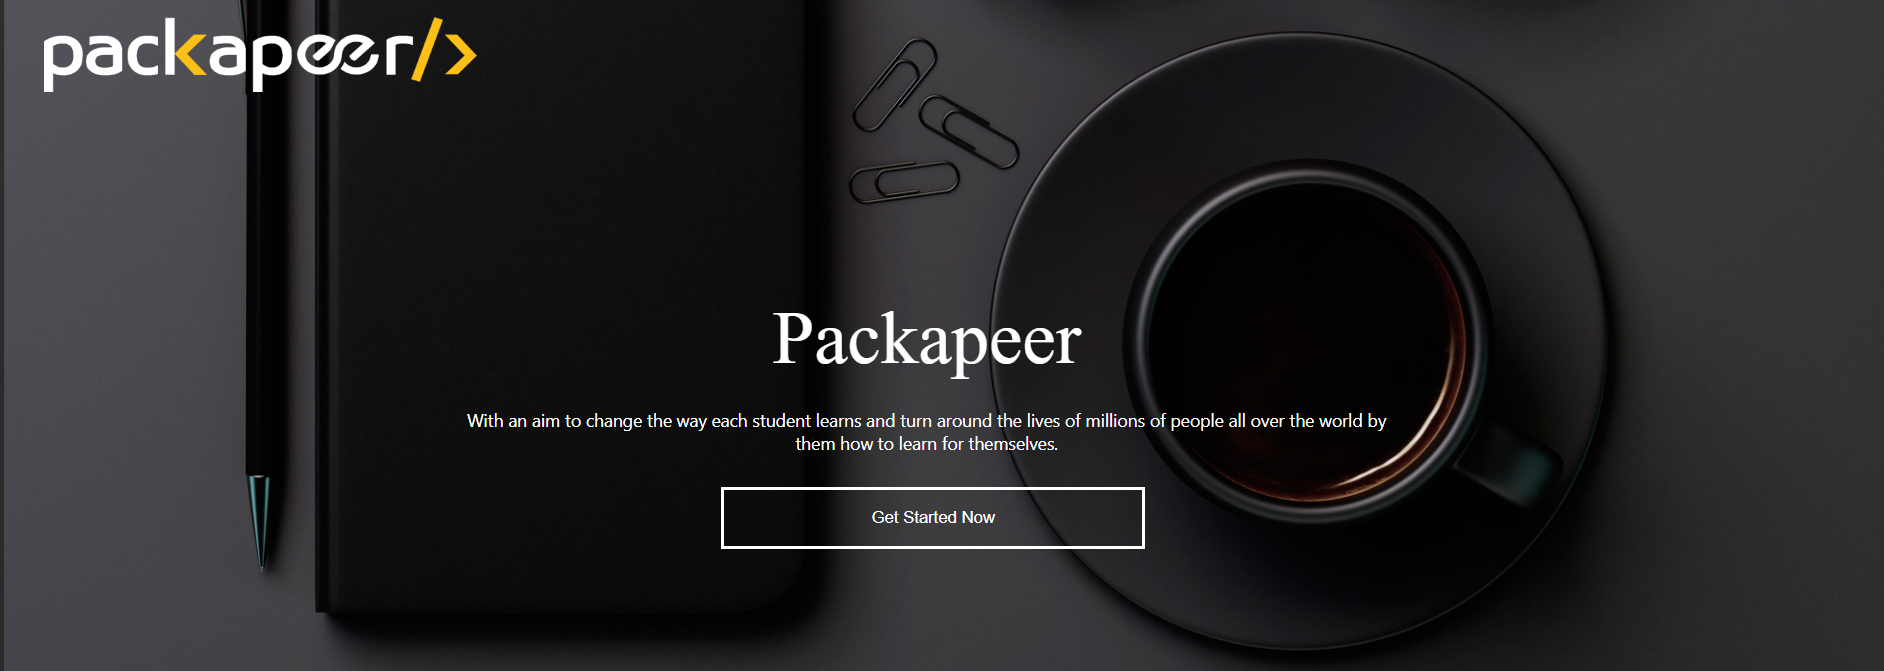 packapeer/>
Packapeer
With an aim to change the way each student learns and turn around the lives of millions of people all over the world by
them how to learn for themselves.
Get Started Now